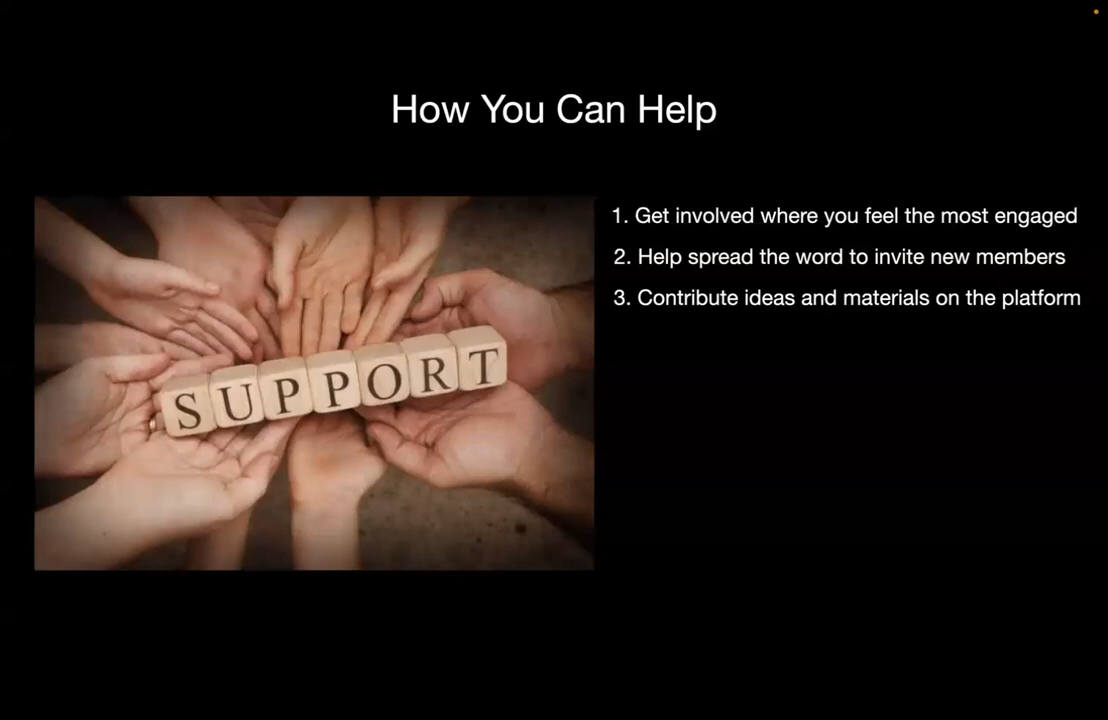 How You Can Help
1. Get involved where you feel the most engaged
2. Help spread the word to invite new members
3. Contribute ideas and materials on the platform
SUPPORT